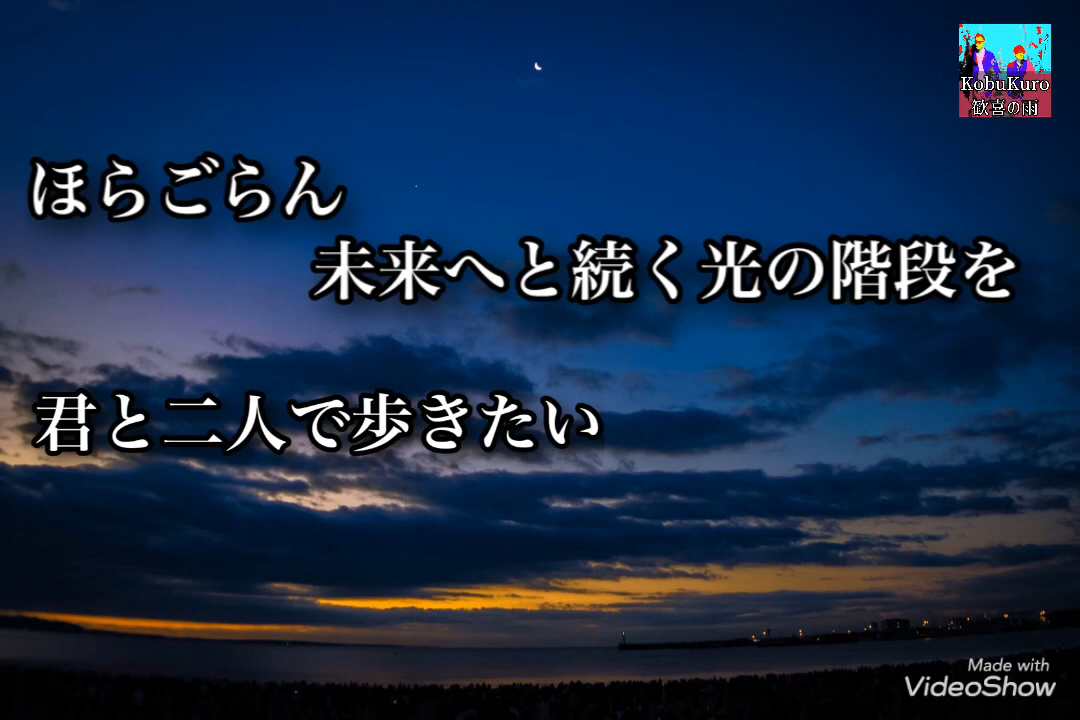 KobuKuro
歓喜の雨
ほらごらん
未来へと続く光の階段を
君と二人で歩きたい
Made with
VideoShow